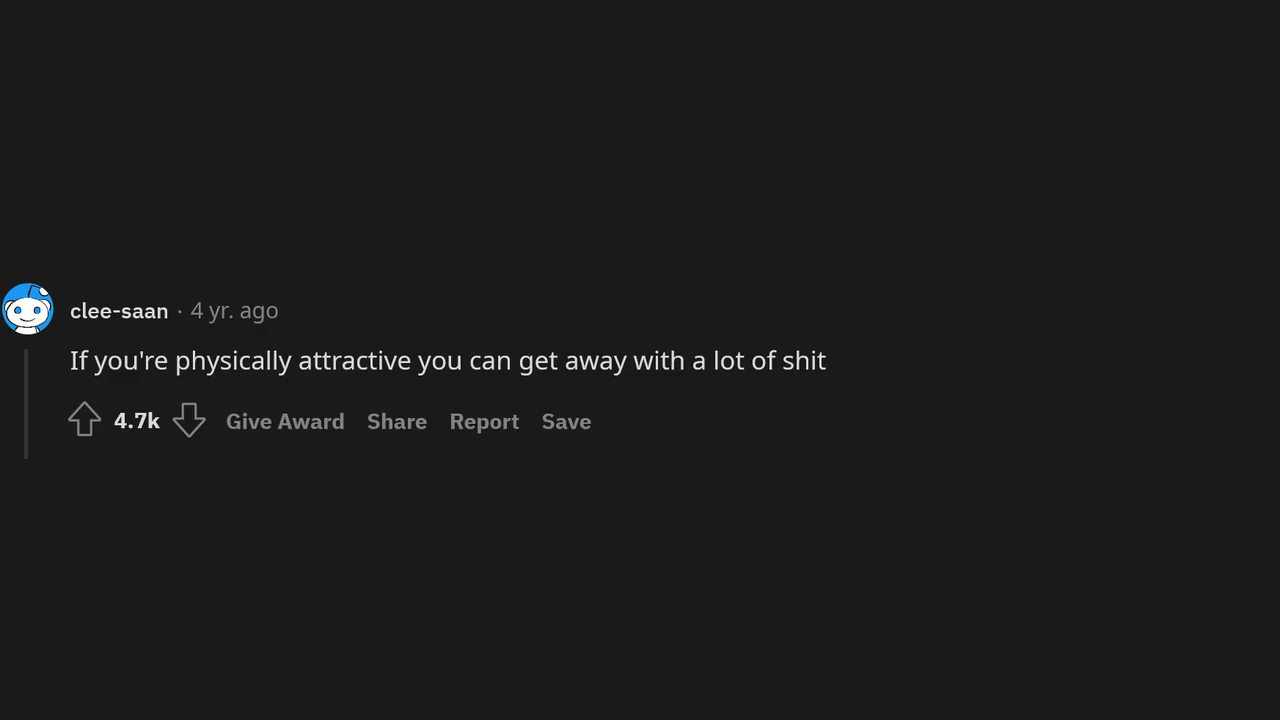 clee-saan · 4 yr. ago
If you're physically attractive you can get away with a lot of shit
4.7k Give Award Share Report Save